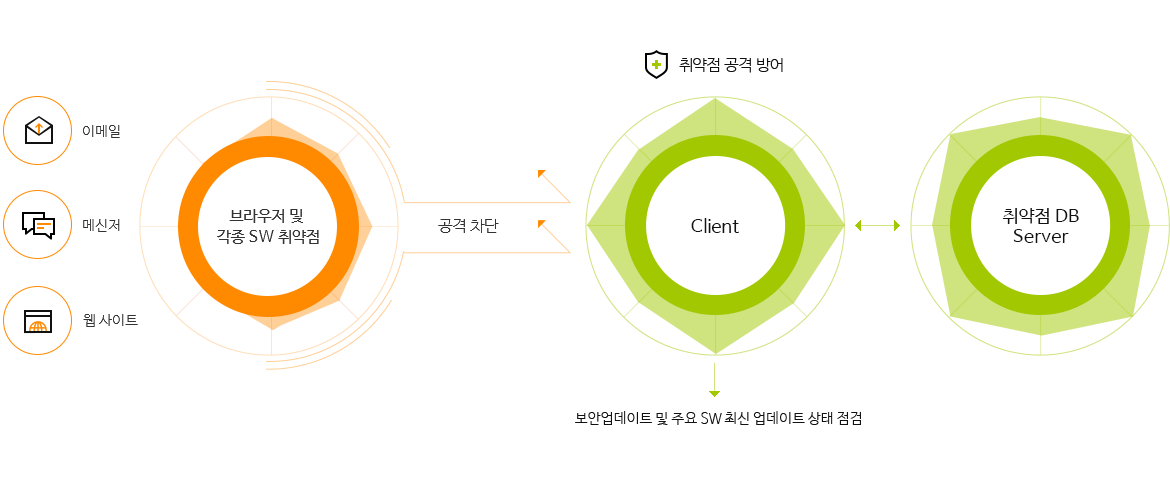 이메일
메신저
웹 사이트
브라우저 및
각종 SW 취약점
공격 차단
취약점 공격 방어
Client
보안업데이트 및 주요 SW 최신 업데이트 상태 점검
취약점 DB
Server